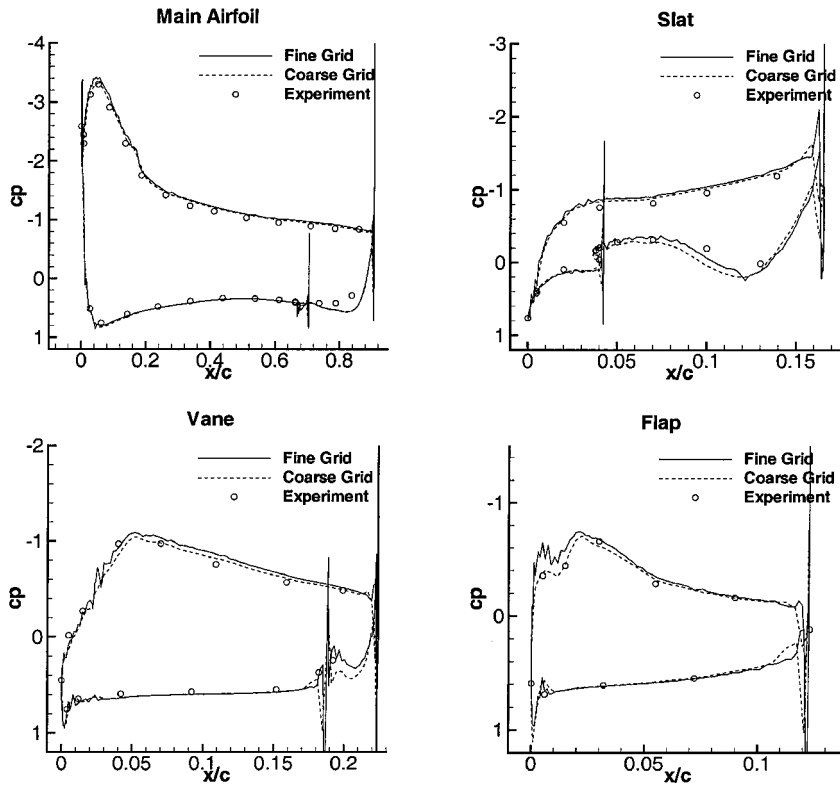 Main Airfoil
-4
-3
-2
-1
0
1
cp
Fine Grid
Coarse Grid
Experiment
0
0.2
0.4
0.6
0.8
x/c
Slat
-3
-2
-1
0
1
cp
Fine Grid
Coarse Grid
Experiment
0
0.05
0.1
0.15
x/c
Vane
-2
-1
0
1
cp
Fine Grid
Coarse Grid
Experiment
0
0.05
0.1
0.15
0.2
x/c
Flap
-1
0
1
cp
Fine Grid
Coarse Grid
Experiment
0
0.05
0.1
x/c